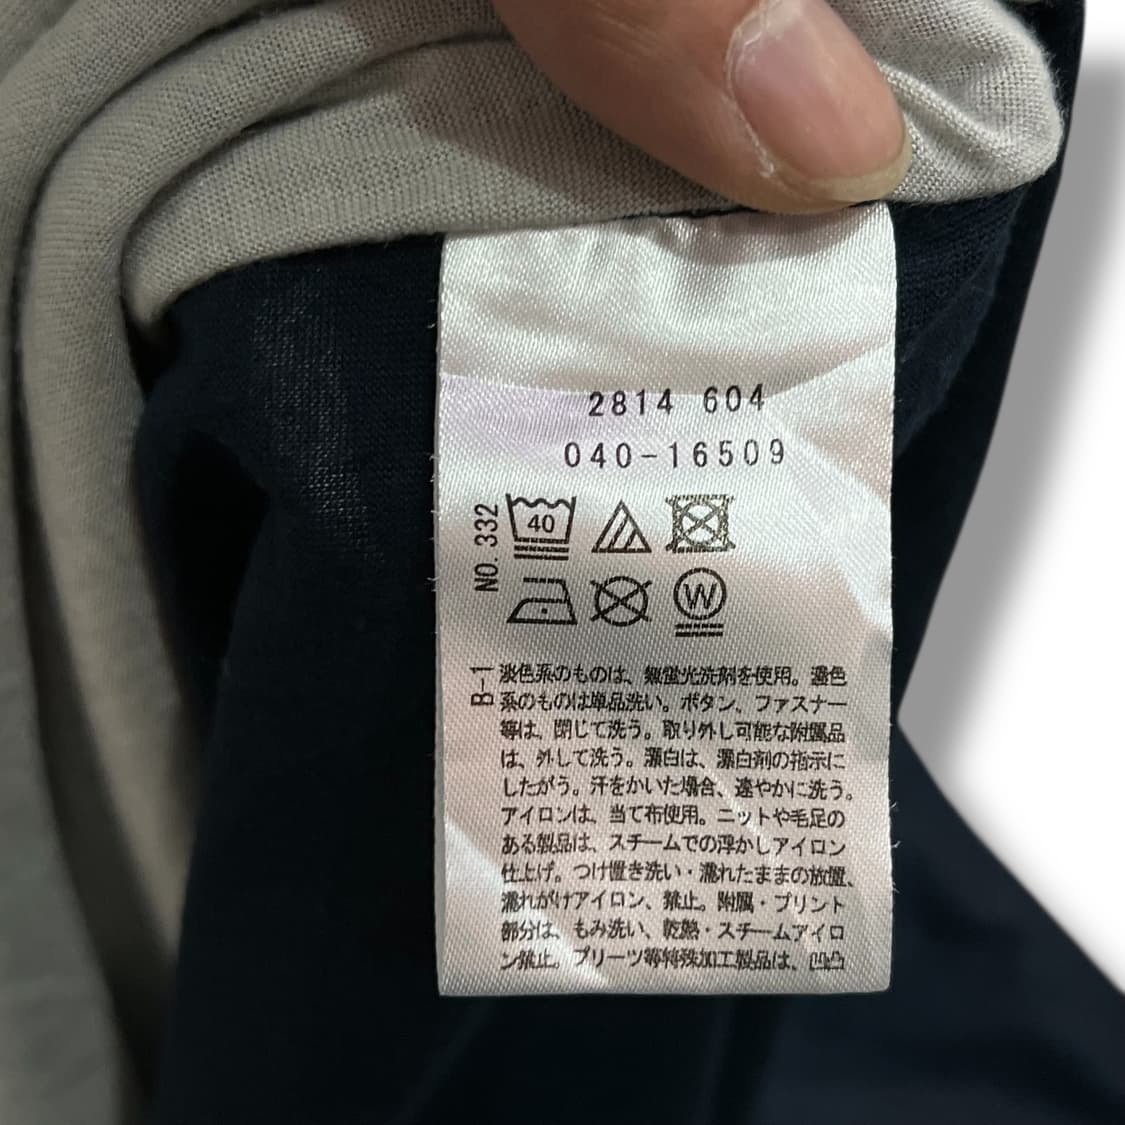 2814 604
040-16509
NO. 332
40
W
B-1
淡色系のものは、無蛍光洗剤を使用。濃色
系のものは単品洗い。ボタン、ファスナー
等は、閉じて洗う。取り外し可能な附属品
は、外して洗う。漂白は、漂白剤の指示に
したがう。汗をかいた場合、速やかに洗う。
アイロンは、当て布使用。ニットや毛足の
ある製品は、スチームでの浮かしアイロン
仕上げ。つけ置き洗い・濡れたままの放置、
濡れがけアイロン、禁止。附属・プリント
部分は、もみ洗い、乾熱・スチームアイロ
ン禁止。プリーツ等特殊加工製品は、